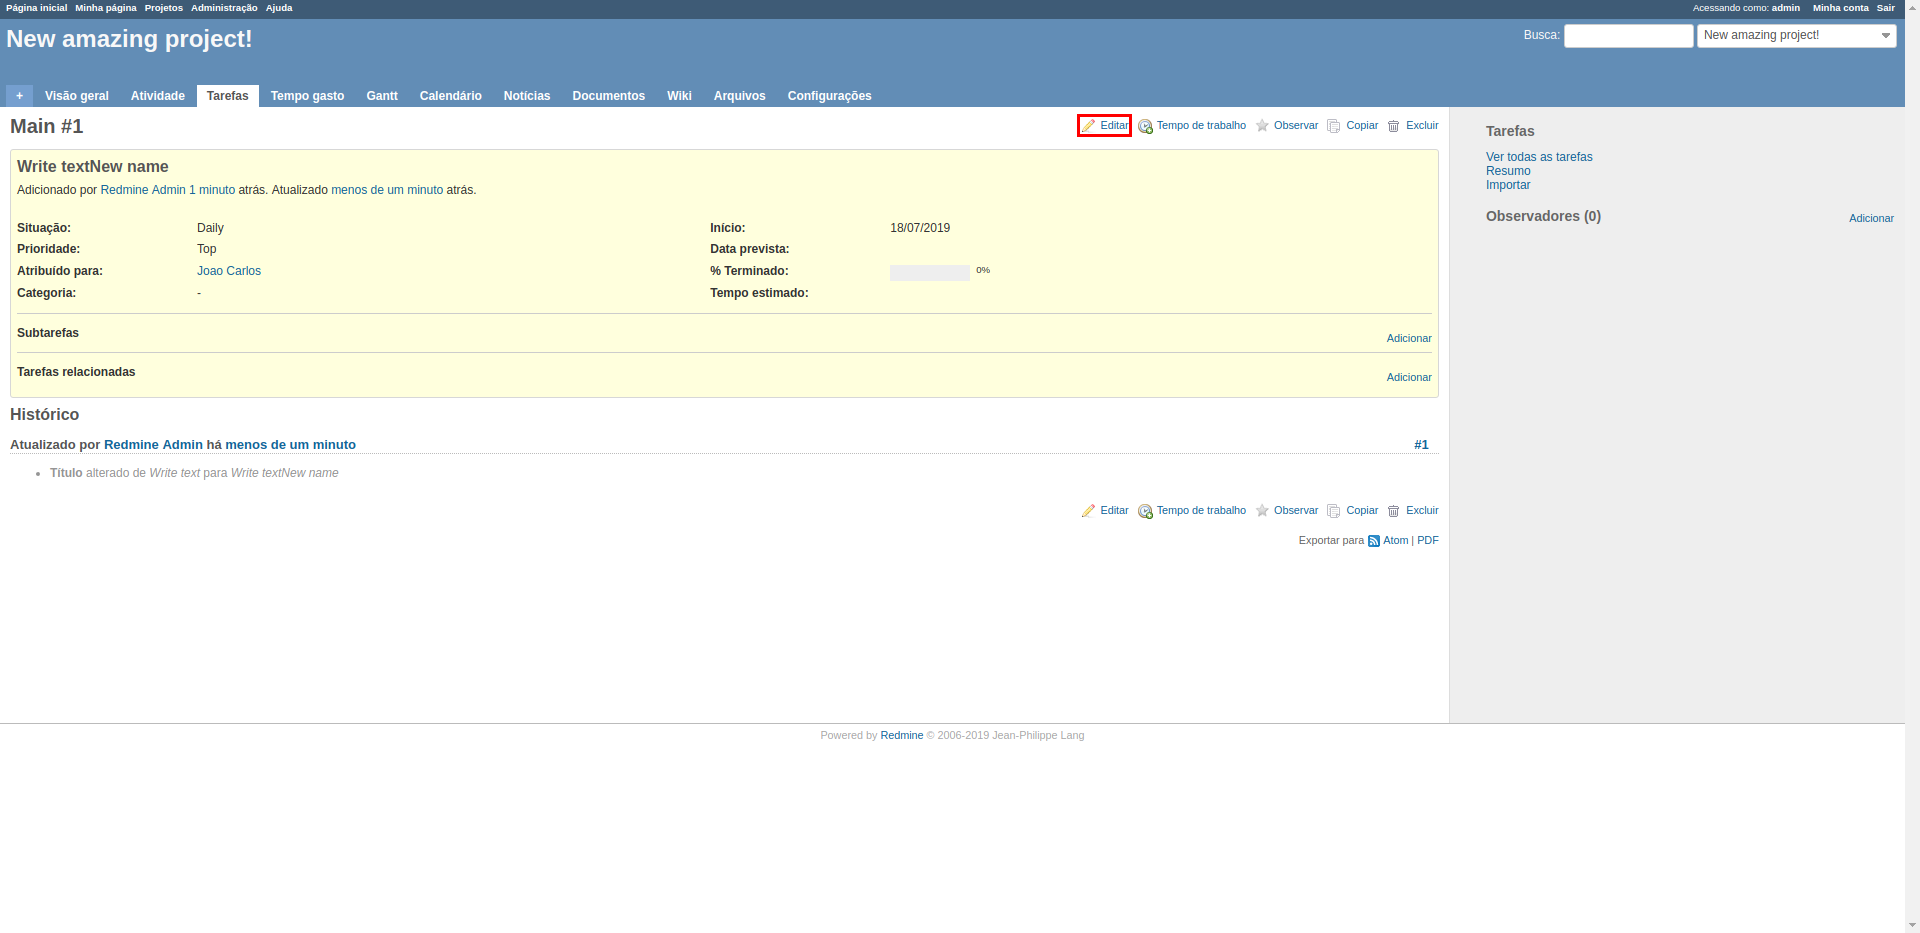 Página inicial Minha página Projetos Administração Ajuda Acessando como: admin Minha conta Sair
New amazing project! Busca: New amazing project!
+ Visão geral Atividade Tarefas Tempo gasto Gantt Calendário Notícias Documentos Wiki Arquivos Configurações
Main #1 Editar Tempo de trabalho Observar Copiar Excluir
Write textNew name
Adicionado por Redmine Admin 1 minuto atrás. Atualizado menos de um minuto atrás.
Situação: Daily Início: 18/07/2019
Prioridade: Top Data prevista:
Atribuído para: Joao Carlos % Terminado: 0%
Categoria: - Tempo estimado:
Subtarefas Adicionar
Tarefas relacionadas Adicionar
Histórico
Atualizado por Redmine Admin há menos de um minuto #1
Título alterado de Write text para Write textNew name
Editar Tempo de trabalho Observar Copiar Excluir
Exportar para Atom | PDF
Tarefas
Ver todas as tarefas
Resumo
Importar
Observadores (0) Adicionar
Powered by Redmine © 2006-2019 Jean-Philippe Lang